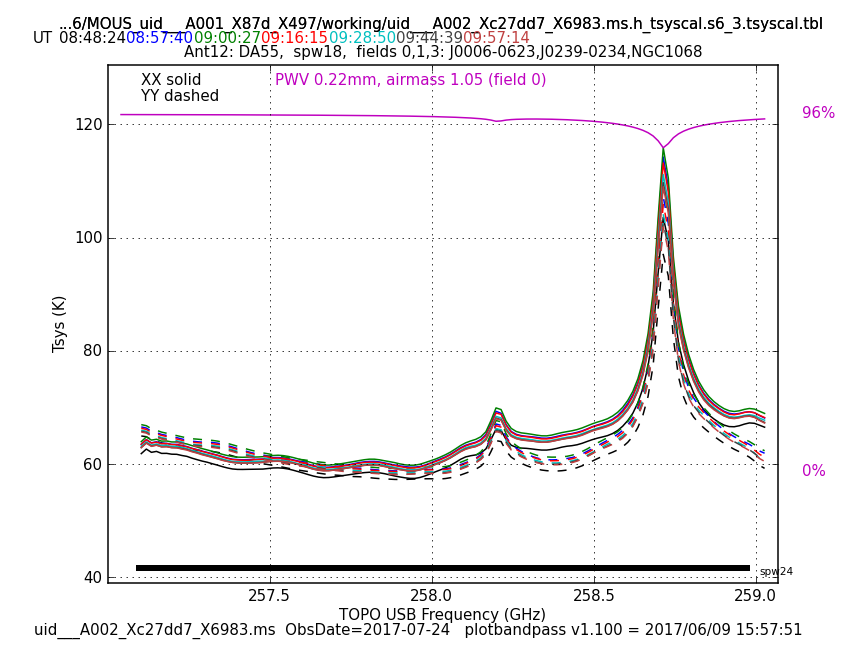 ...6/MOUS_uid___A001_X87d_X497/working/uid___A002_Xc27dd7_X6983.ms.h_tsyscal.s6_3.tsyscal.tbl
UT 08:48:24 08:57:40 09:00:27 09:16:15 09:28:50 09:44:39 09:57:14
Ant12: DA55,  spw18,  fields 0,1,3: J0006-0623,J0239-0234,NGC1068
XX solid
YY dashed
PWV 0.22mm, airmass 1.05 (field 0)
96%
0%
120
100
80
60
40
Tsys (K)
spw24
257.5 258.0 258.5 259.0
TOPO USB Frequency (GHz)
uid___A002_Xc27dd7_X6983.ms  ObsDate=2017-07-24   plotbandpass v1.100 = 2017/06/09 15:57:51